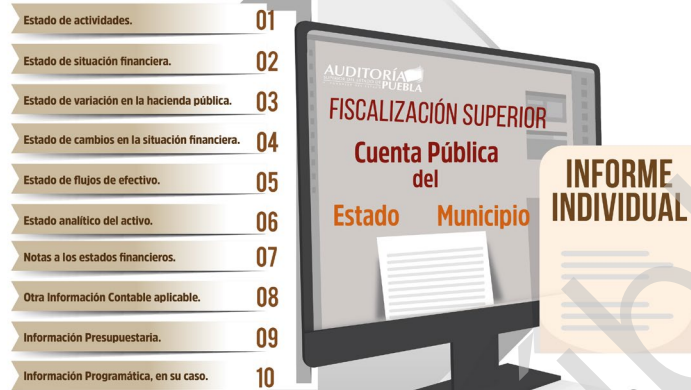 Estado de actividades. 01
Estado de situación financiera. 02
Estado de variación en la hacienda pública. 03
Estado de cambios en la situación financiera. 04
Estado de flujos de efectivo. 05
Estado analítico del activo. 06
Notas a los estados financieros. 07
Otra Información Contable aplicable. 08
Información Presupuestaria. 09
Información Programática, en su caso. 10
AUDITORÍA
PUEBLA
FISCALIZACIÓN SUPERIOR
Cuenta Pública
del
Estado Municipio
INFORME
INDIVIDUAL